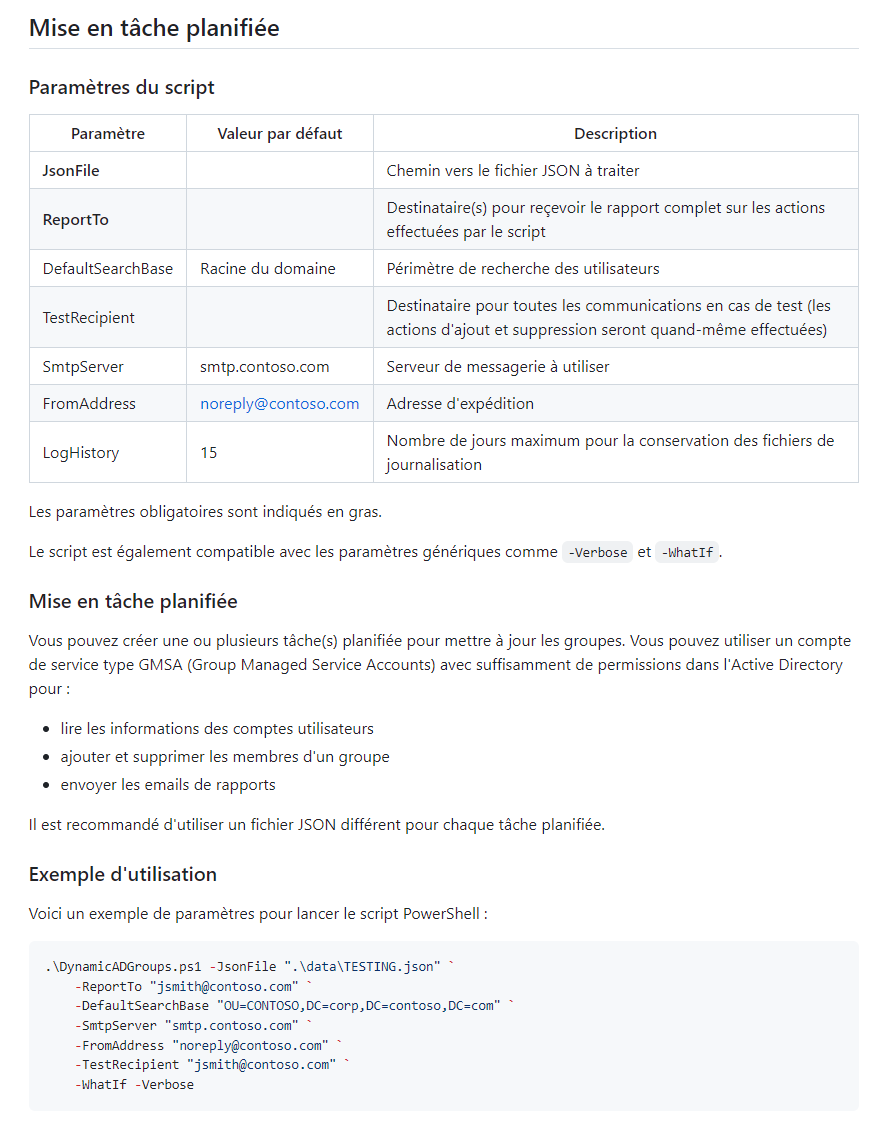 Mise en tâche planifiée
Paramètres du script
Paramètre Valeur par défaut Description
JsonFile Chemin vers le fichier JSON à traiter
ReportTo Destinataire(s) pour reçevoir le rapport complet sur les actions
effectuées par le script
DefaultSearchBase Racine du domaine Périmètre de recherche des utilisateurs
TestRecipient Destinataire pour toutes les communications en cas de test (les
actions d'ajout et suppression seront quand-même effectuées)
SmtpServer smtp.contoso.com Serveur de messagerie à utiliser
FromAddress noreply@contoso.com Adresse d'expédition
LogHistory 15 Nombre de jours maximum pour la conservation des fichiers de
journalisation
Les paramètres obligatoires sont indiqués en gras.
Le script est également compatible avec les paramètres génériques comme -Verbose et -WhatIf.
Mise en tâche planifiée
Vous pouvez créer une ou plusieurs tâche(s) planifiée pour mettre à jour les groupes. Vous pouvez utiliser un compte
de service type GMSA (Group Managed Service Accounts) avec suffisamment de permissions dans l'Active Directory
pour :
• lire les informations des comptes utilisateurs
• ajouter et supprimer les membres d'un groupe
• envoyer les emails de rapports
Il est recommandé d'utiliser un fichier JSON différent pour chaque tâche planifiée.
Exemple d'utilisation
Voici un exemple de paramètres pour lancer le script PowerShell :
.\DynamicADGroups.ps1 -JsonFile ".\data\TESTING.json" `
-ReportTo "jsmith@contoso.com" `
-DefaultSearchBase "OU=CONTOSO,DC=corp,DC=contoso,DC=com" `
-SmtpServer "smtp.contoso.com" `
-FromAddress "noreply@contoso.com" `
-TestRecipient "jsmith@contoso.com" `
-WhatIf -Verbose